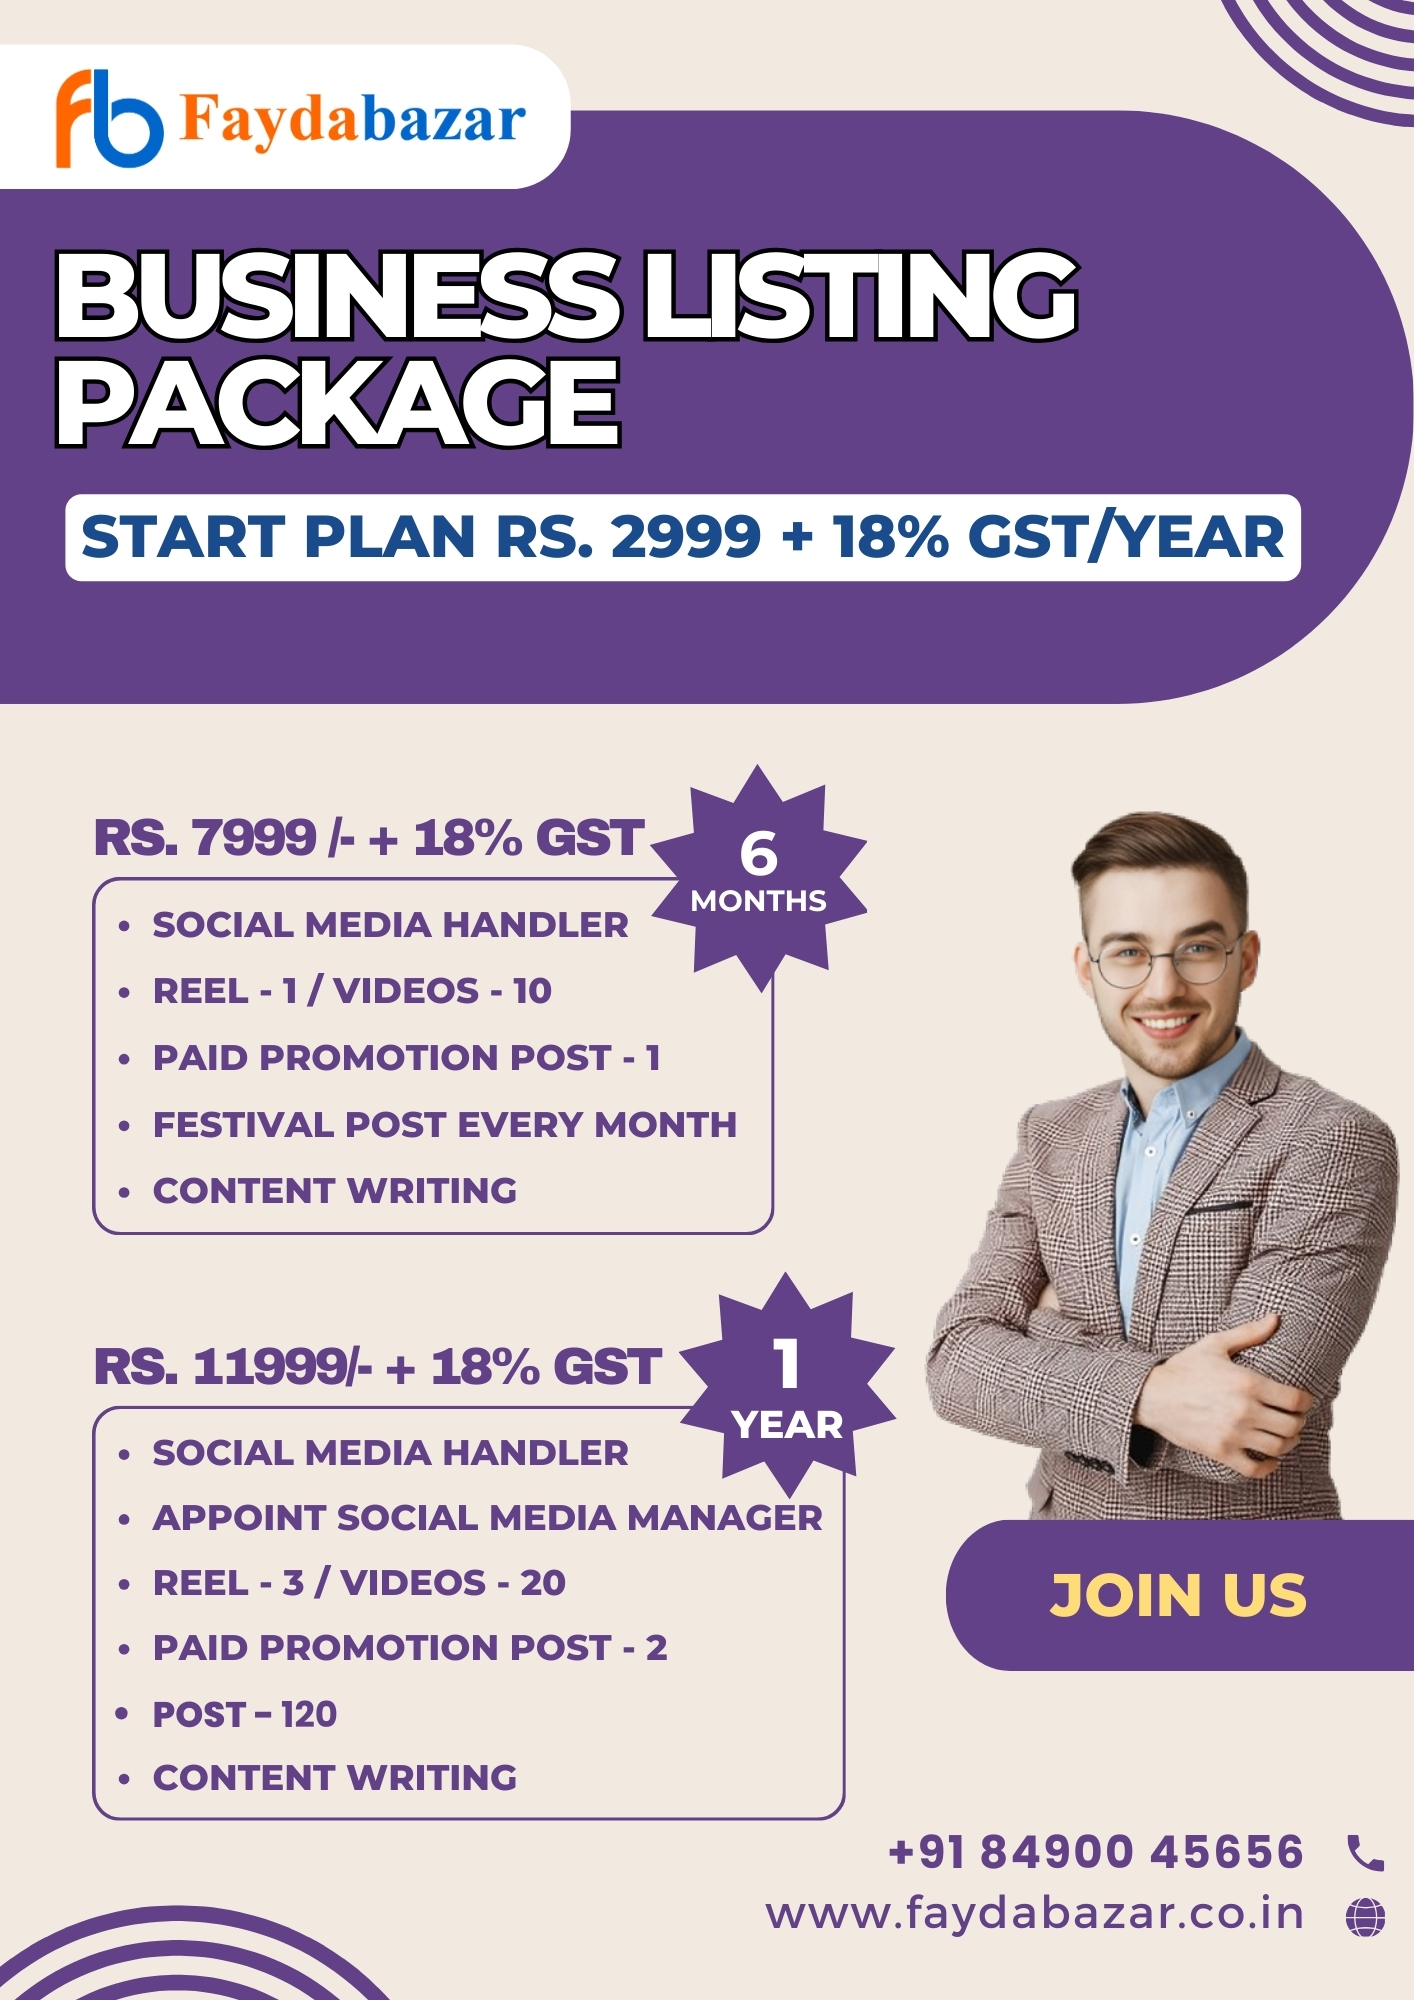 fb Faydabazar
BUSINESS LISTING
PACKAGE
START PLAN RS. 2999 + 18% GST/YEAR
RS. 7999 /- + 18% GST
6
MONTHS
• SOCIAL MEDIA HANDLER
• REEL - 1 / VIDEOS - 10
• PAID PROMOTION POST - 1
• FESTIVAL POST EVERY MONTH
• CONTENT WRITING
RS. 11999/- + 18% GST
1
YEAR
• SOCIAL MEDIA HANDLER
• APPOINT SOCIAL MEDIA MANAGER
• REEL - 3 / VIDEOS - 20
• PAID PROMOTION POST - 2
• POST - 120
• CONTENT WRITING
JOIN US
+91 84900 45656
www.faydabazar.co.in